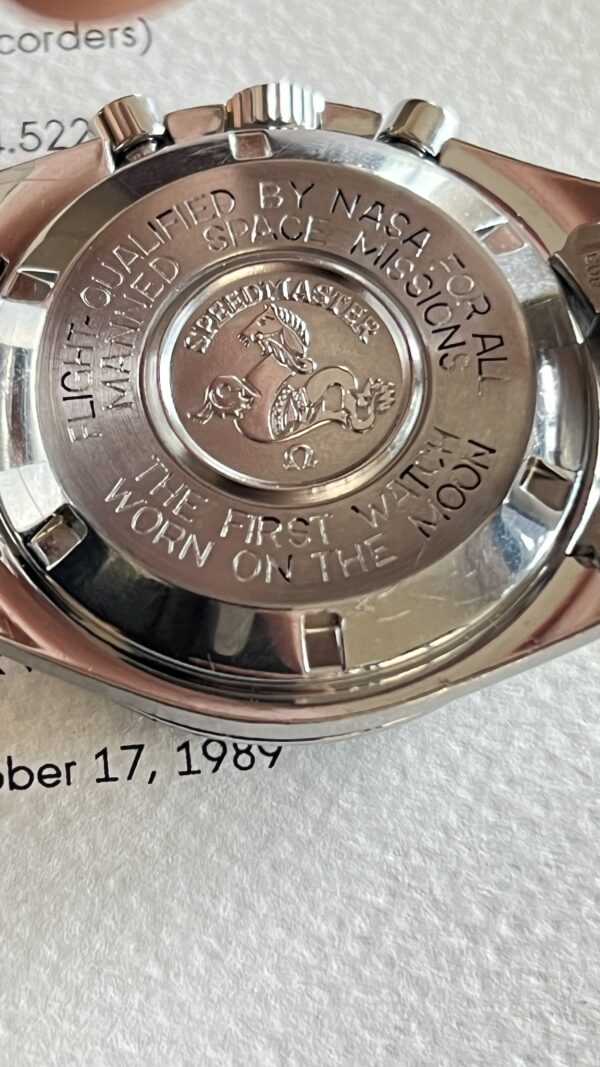 corders)
.522
FLIGHT-QUALIFIED BY NASA FOR ALL
MANNED SPACE MISSIONS
SPEEDMASTER
Ω
THE FIRST WATCH
WORN ON THE MOON
ober 17, 1989